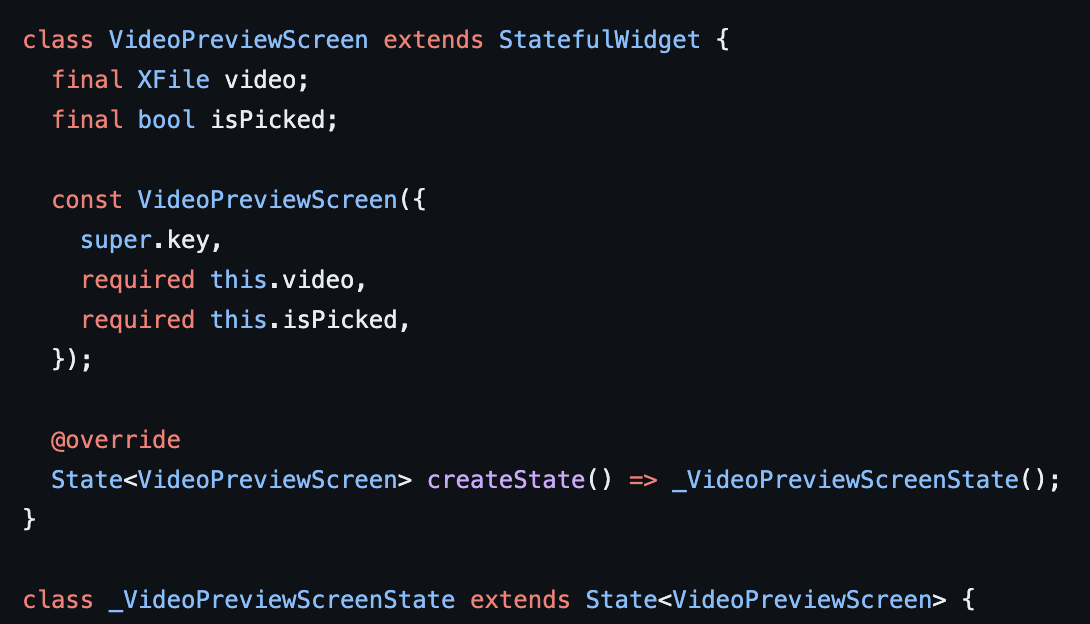 class VideoPreviewScreen extends StatefulWidget {
  final XFile video;
  final bool isPicked;

  const VideoPreviewScreen({
    super.key,
    required this.video,
    required this.isPicked,
  });

  @override
  State<VideoPreviewScreen> createState() => _VideoPreviewScreenState();
}

class _VideoPreviewScreenState extends State<VideoPreviewScreen> {